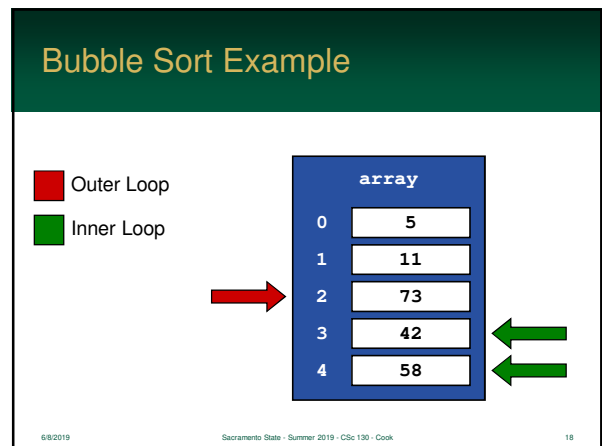 Bubble Sort Example
Outer Loop
Inner Loop
array
0 5
1 11
2 73
3 42
4 58
6/8/2019 Sacramento State - Summer 2019 - CSc 130 - Cook 18